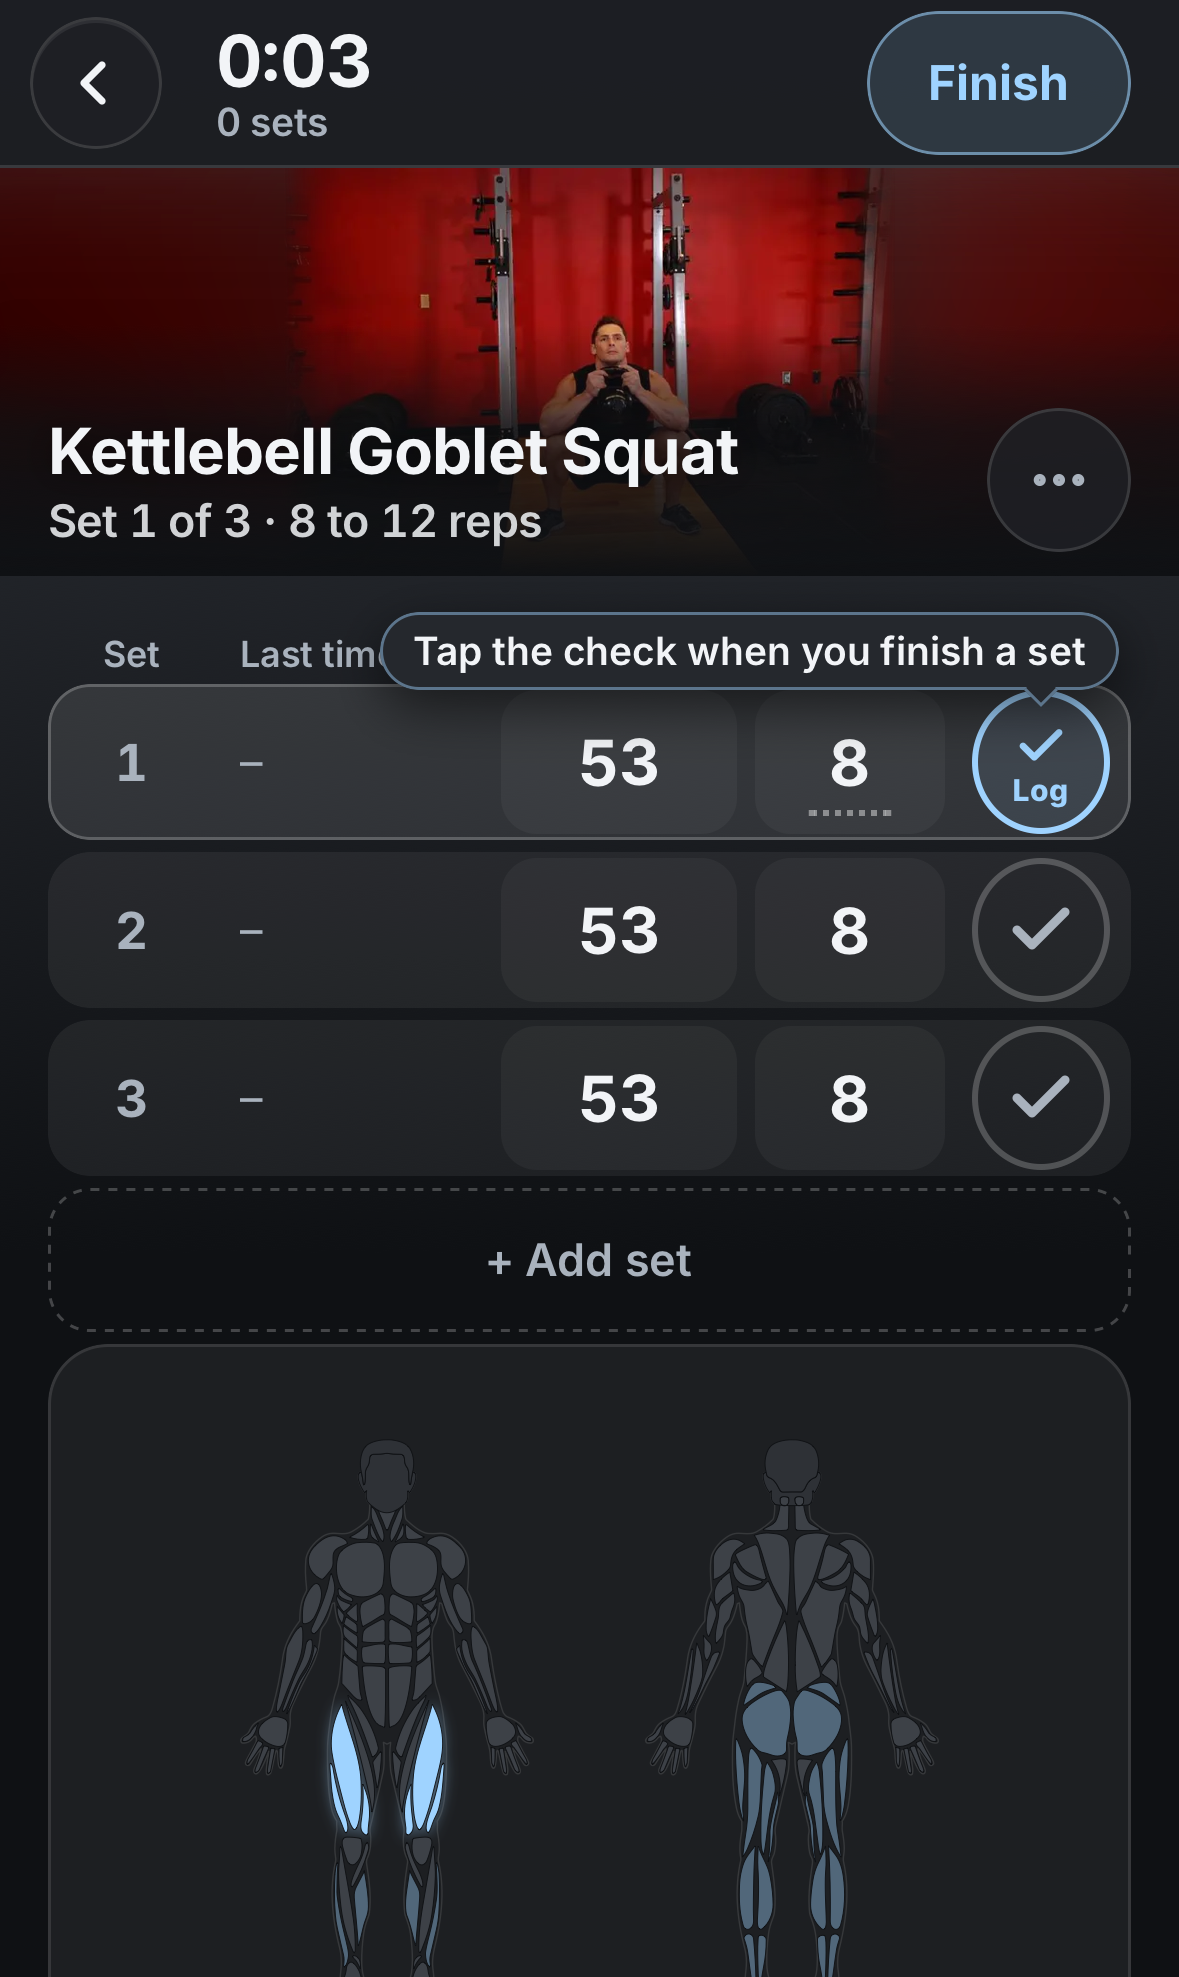 0:03
0 sets
Finish
Kettlebell Goblet Squat
Set 1 of 3 · 8 to 12 reps
Set Last time
Tap the check when you finish a set
1 – 53 8 Log
2 – 53 8
3 – 53 8
+ Add set